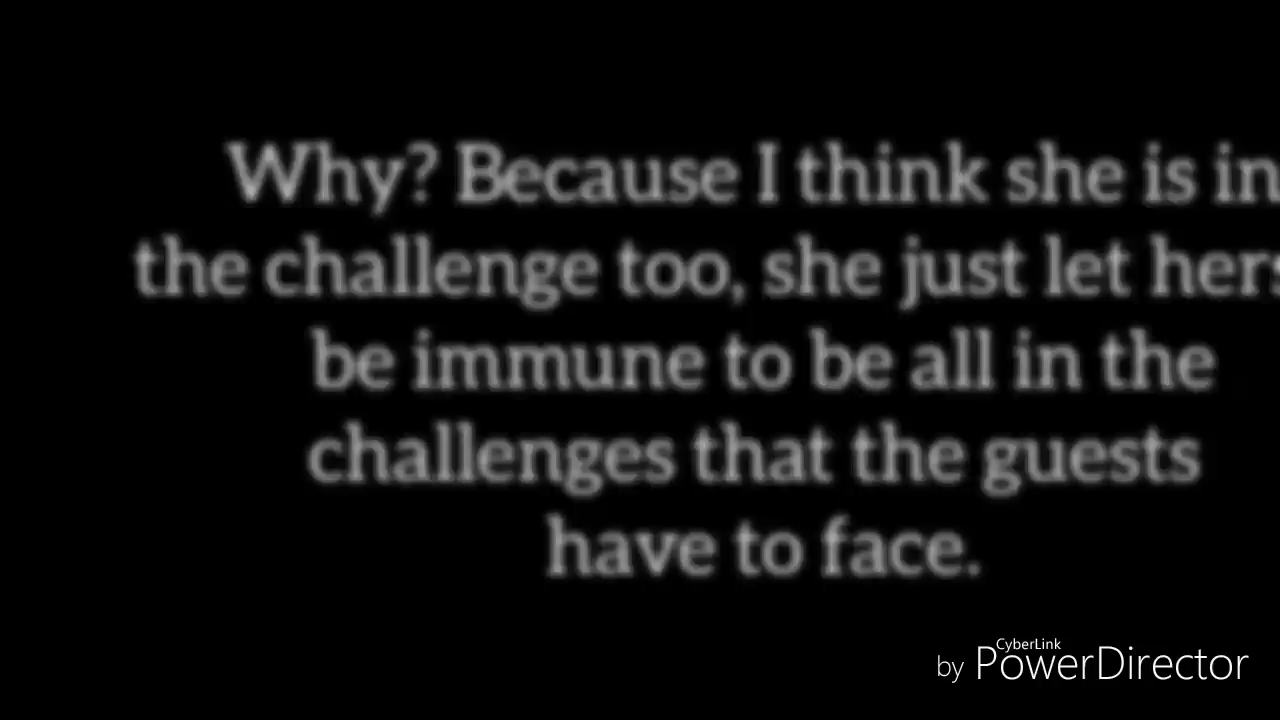 Why? Because I think she is in
the challenge too, she just let hers
be immune to be all in the
challenges that the guests
have to face.
CyberLink
by PowerDirector